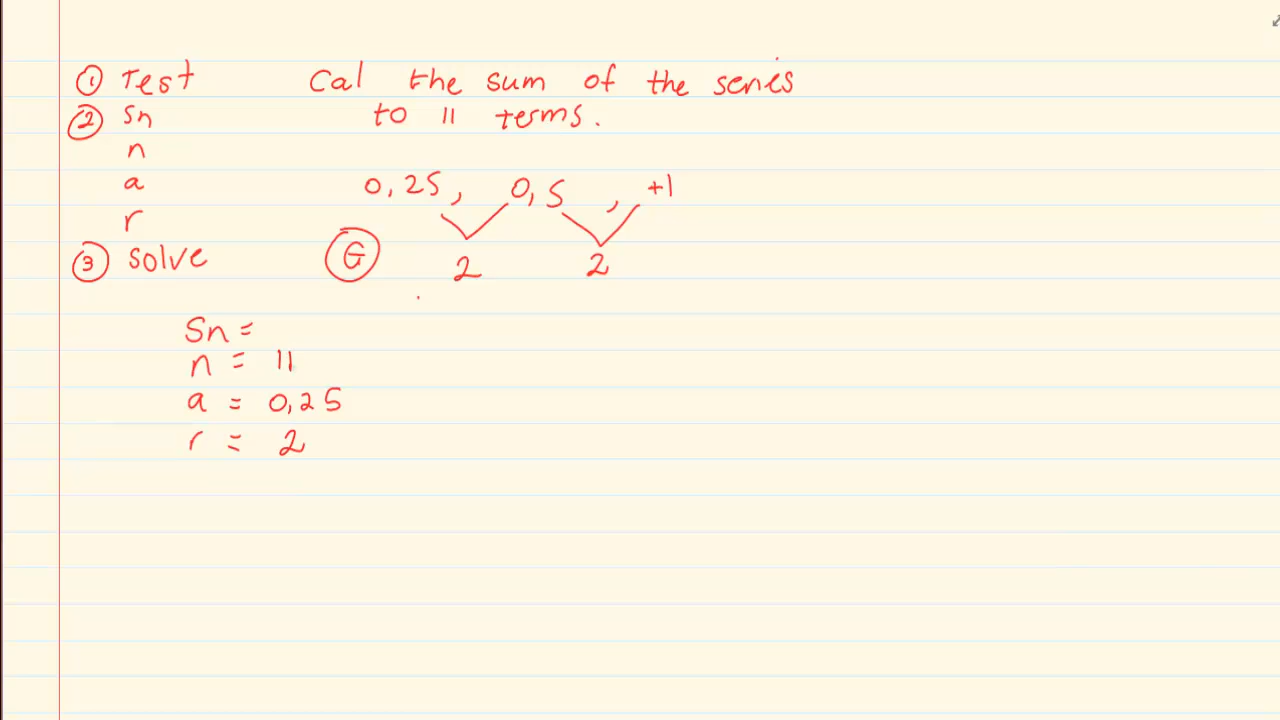 ① Test Cal the sum of the series
② Sn to 11 terms.
n
a 0,25, 0,5 , +1
r
③ solve G 2 2
Sn =
n = 11
a = 0,25
r = 2